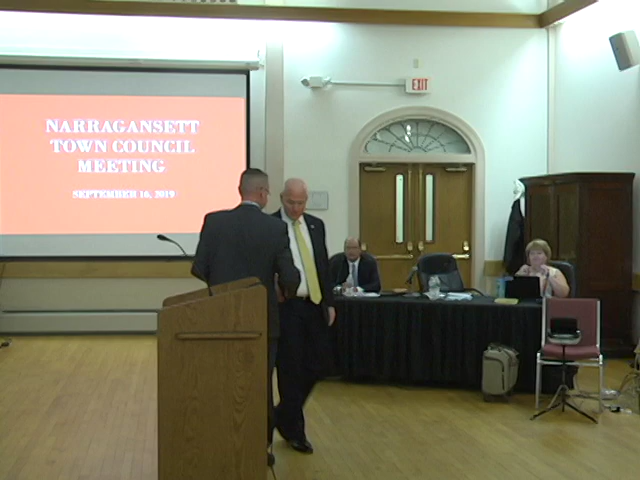 EXIT
NARRAGANSETT
TOWN COUNCIL
MEETING
SEPTEMBER 16, 2019